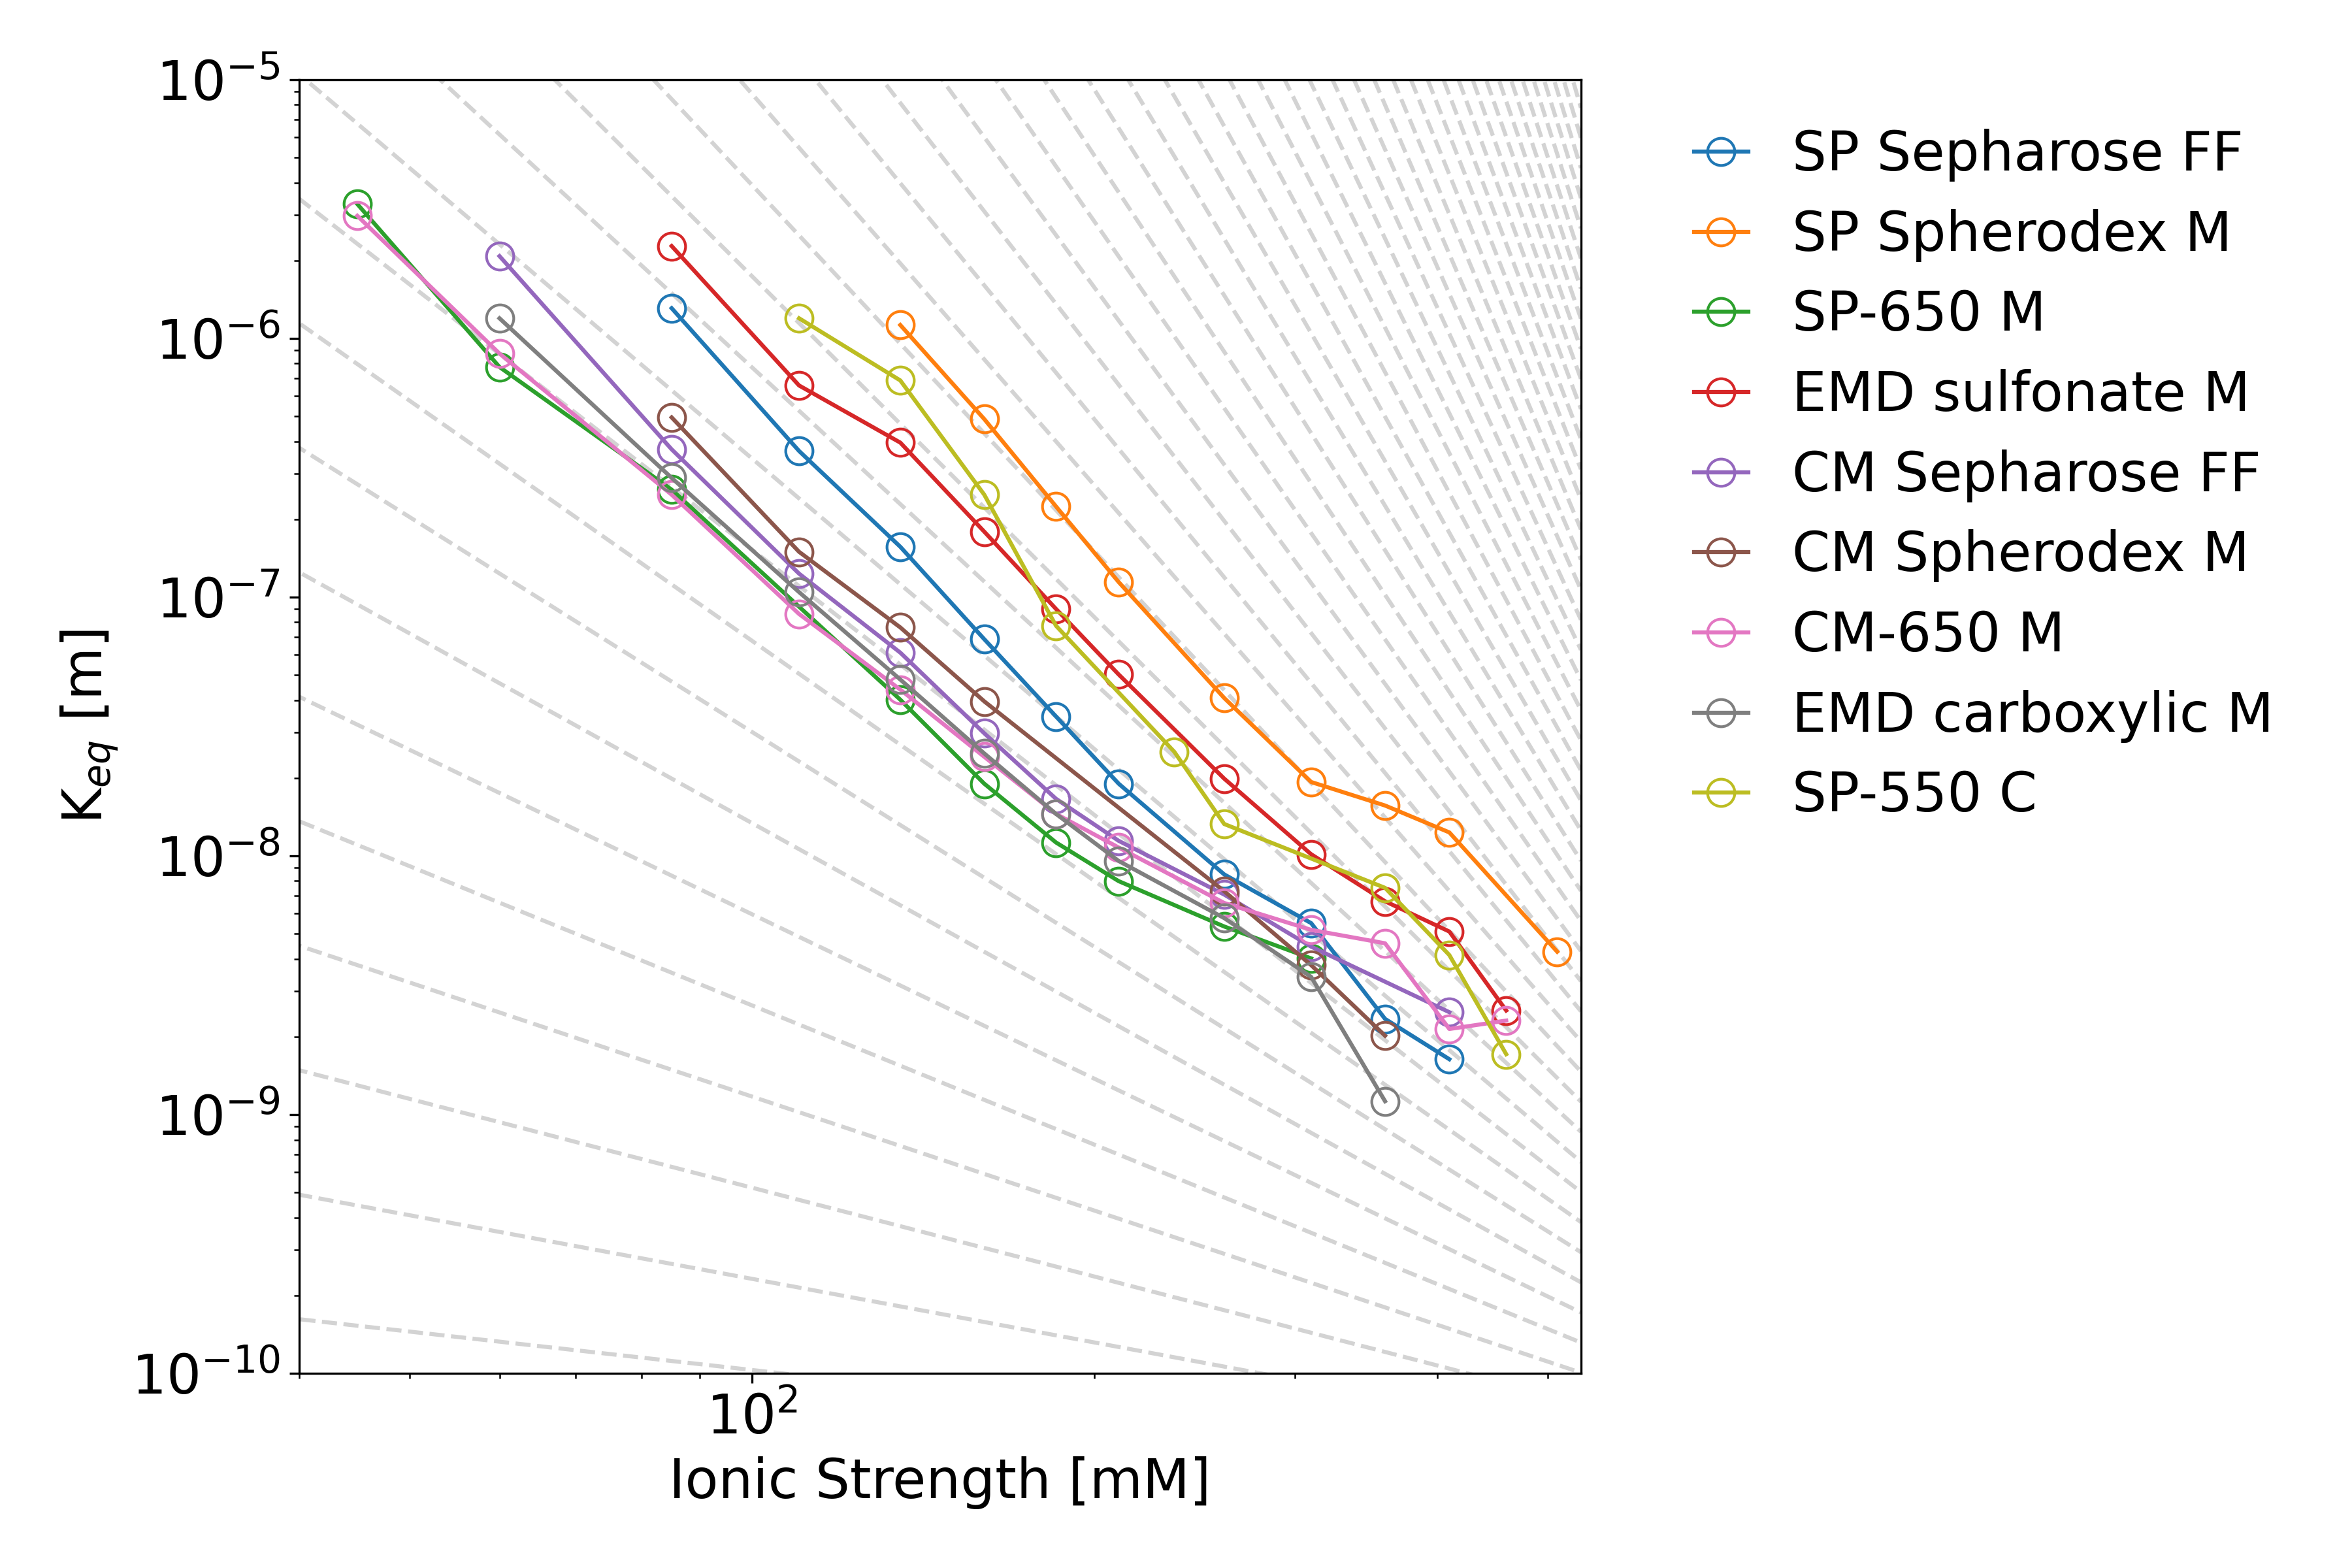 10⁻⁵
10⁻⁶
10⁻⁷
10⁻⁸
10⁻⁹
10⁻¹⁰
K_eq [m]
10²
Ionic Strength [mM]
SP Sepharose FF
SP Spherodex M
SP-650 M
EMD sulfonate M
CM Sepharose FF
CM Spherodex M
CM-650 M
EMD carboxylic M
SP-550 C